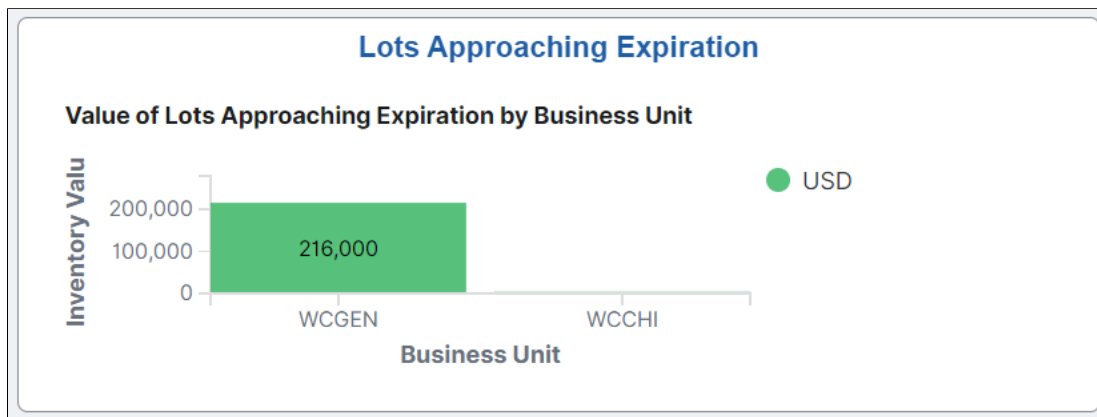 Lots Approaching Expiration
Value of Lots Approaching Expiration by Business Unit
Inventory Valu
200,000
100,000
0
216,000
WCGEN
WCCHI
Business Unit
USD